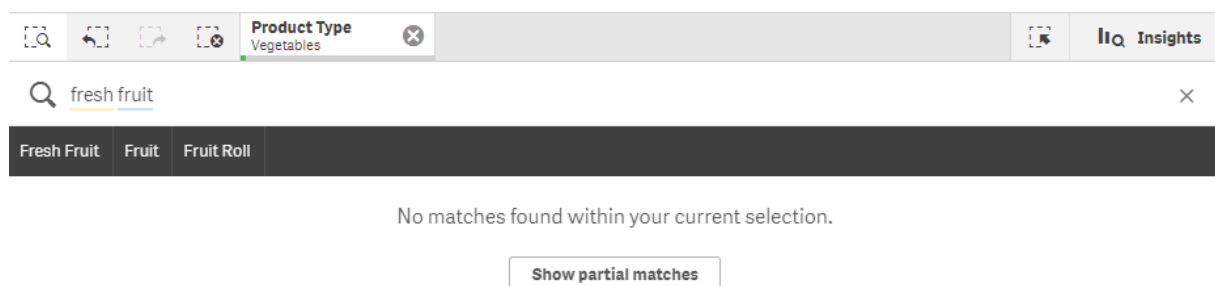 Product Type
Vegetables
Insights
fresh fruit
Fresh Fruit Fruit Fruit Roll
No matches found within your current selection.
Show partial matches